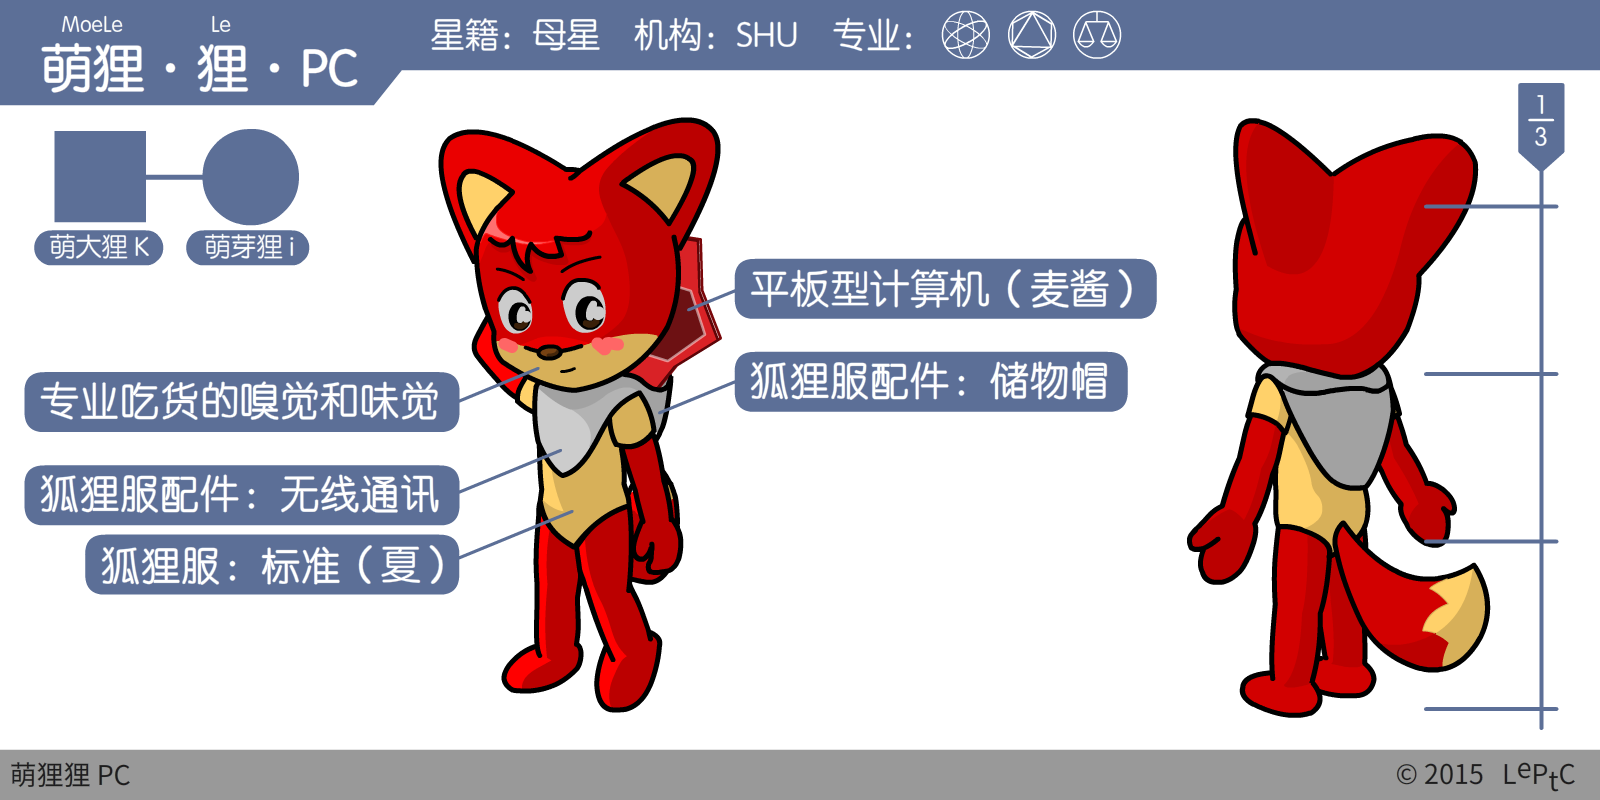 MoeLe Le
萌狸·狸·PC
星籍：母星 机构：SHU 专业：
萌大狸 K
萌芽狸 i
1
3
平板型计算机（麦酱）
狐狸服配件：储物帽
专业吃货的嗅觉和味觉
狐狸服配件：无线通讯
狐狸服：标准（夏）
萌狸狸 PC
© 2015 LePtC